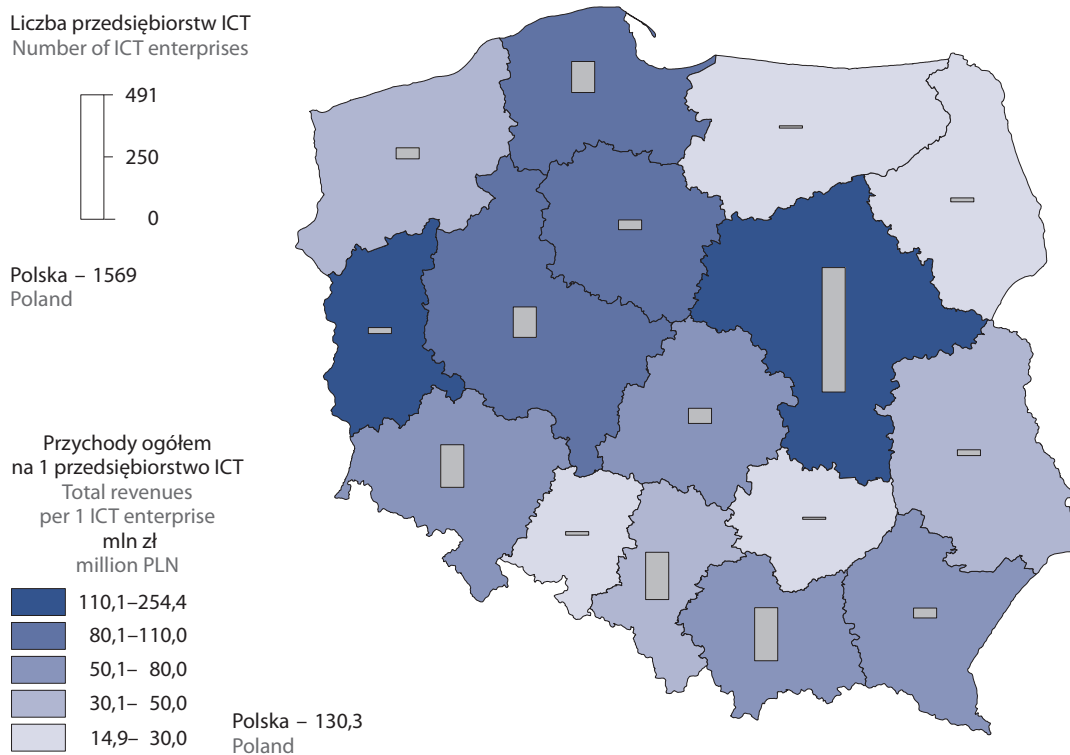 Liczba przedsiębiorstw ICT
Number of ICT enterprises
491
250
0
Polska – 1569
Poland
Przychody ogółem
na 1 przedsiębiorstwo ICT
Total revenues
per 1 ICT enterprise
mln zł
million PLN
110,1–254,4
80,1–110,0
50,1– 80,0
30,1– 50,0
14,9– 30,0
Polska – 130,3
Poland